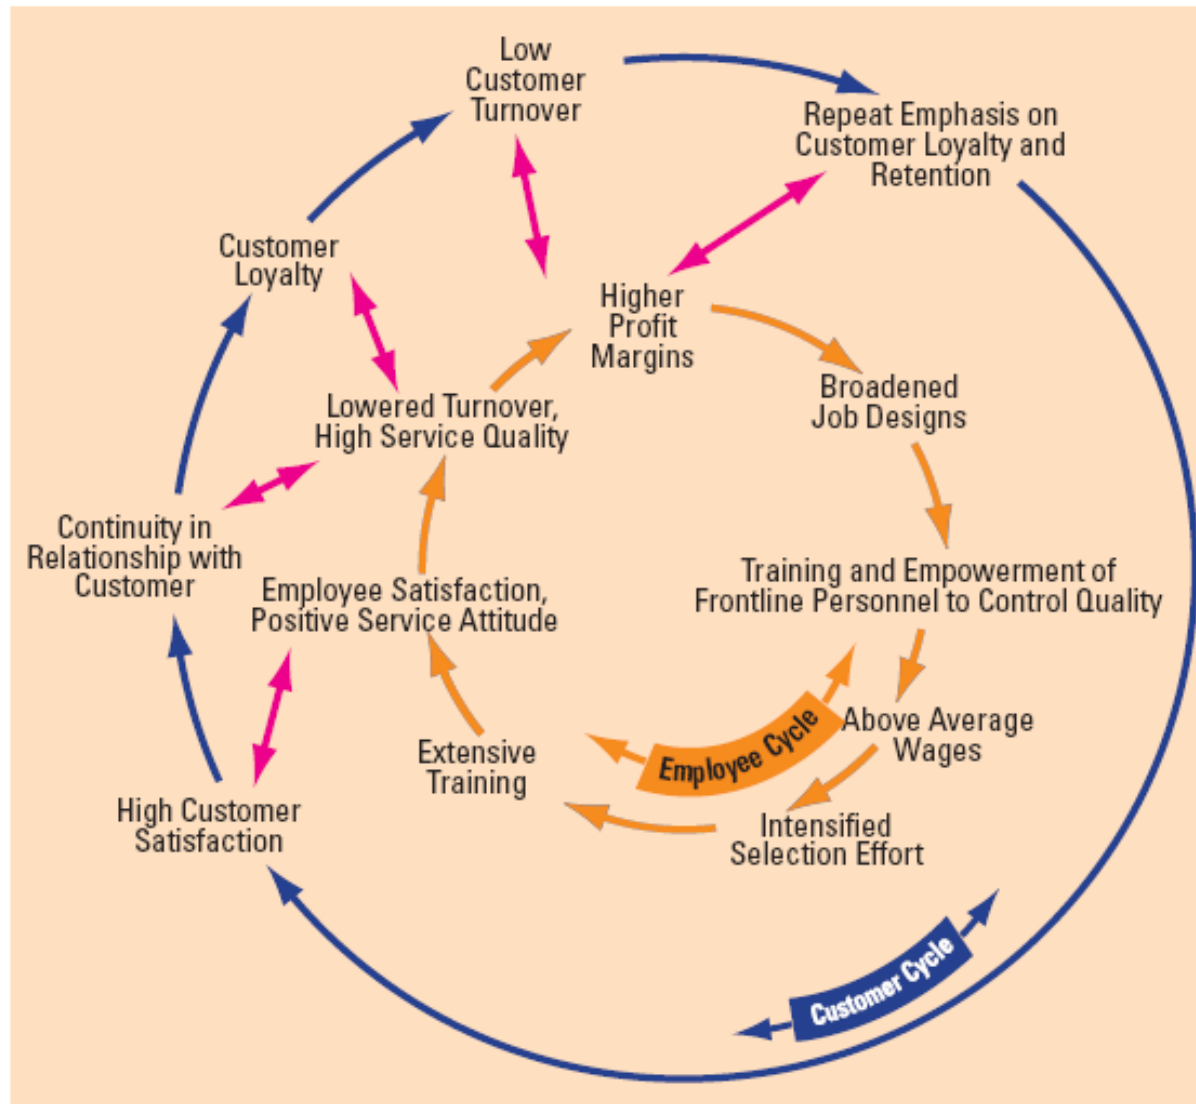 Low
Customer
Turnover
Repeat Emphasis on
Customer Loyalty and
Retention
Customer
Loyalty
Higher
Profit
Margins
Broadened
Job Designs
Lowered Turnover,
High Service Quality
Continuity in
Relationship with
Customer
Employee Satisfaction,
Positive Service Attitude
Training and Empowerment of
Frontline Personnel to Control Quality
Above Average
Wages
Employee Cycle
Extensive
Training
High Customer
Satisfaction
Intensified
Selection Effort
Customer Cycle